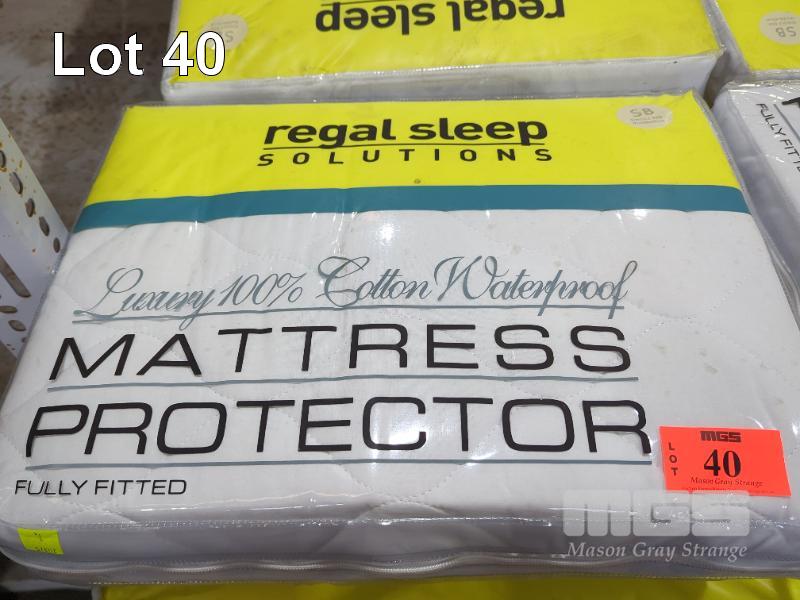 Lot 40
regal sleep
SB
regal sleep
SOLUTIONS
SB
FULLY FITTED
Luxury 100% Cotton Waterproof
MATTRESS
PROTECTOR
FULLY FITTED
LOT
MGS
40
Mason Gray Strange
MGS
Mason Gray Strange